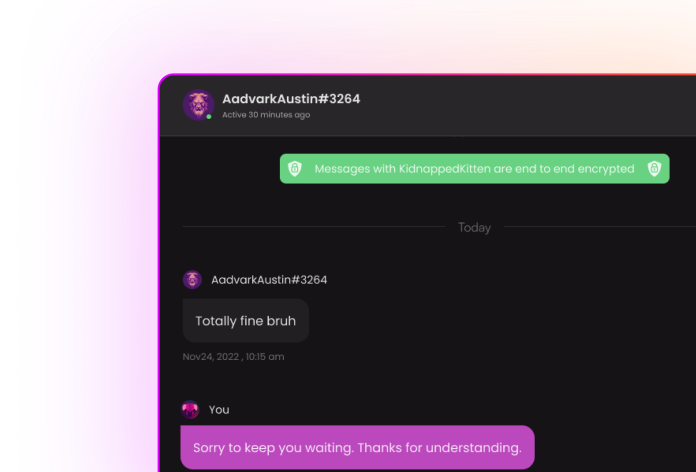 AadvarkAustin#3264
Active 30 minutes ago
Messages with KidnappedKitten are end to end encrypted
Today
AadvarkAustin#3264
Totally fine bruh
Nov24, 2022 , 10:15 am
You
Sorry to keep you waiting. Thanks for understanding.